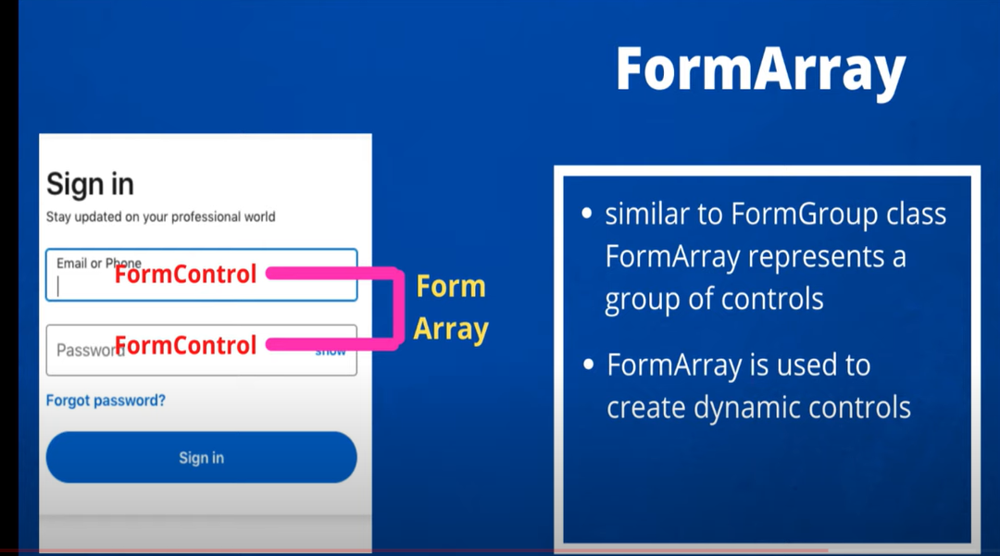 FormArray
Sign in
Stay updated on your professional world
Email or Phone
FormControl
Password
FormControl
show
Forgot password?
Sign in
Form
Array
• similar to FormGroup class
FormArray represents a
group of controls
• FormArray is used to
create dynamic controls